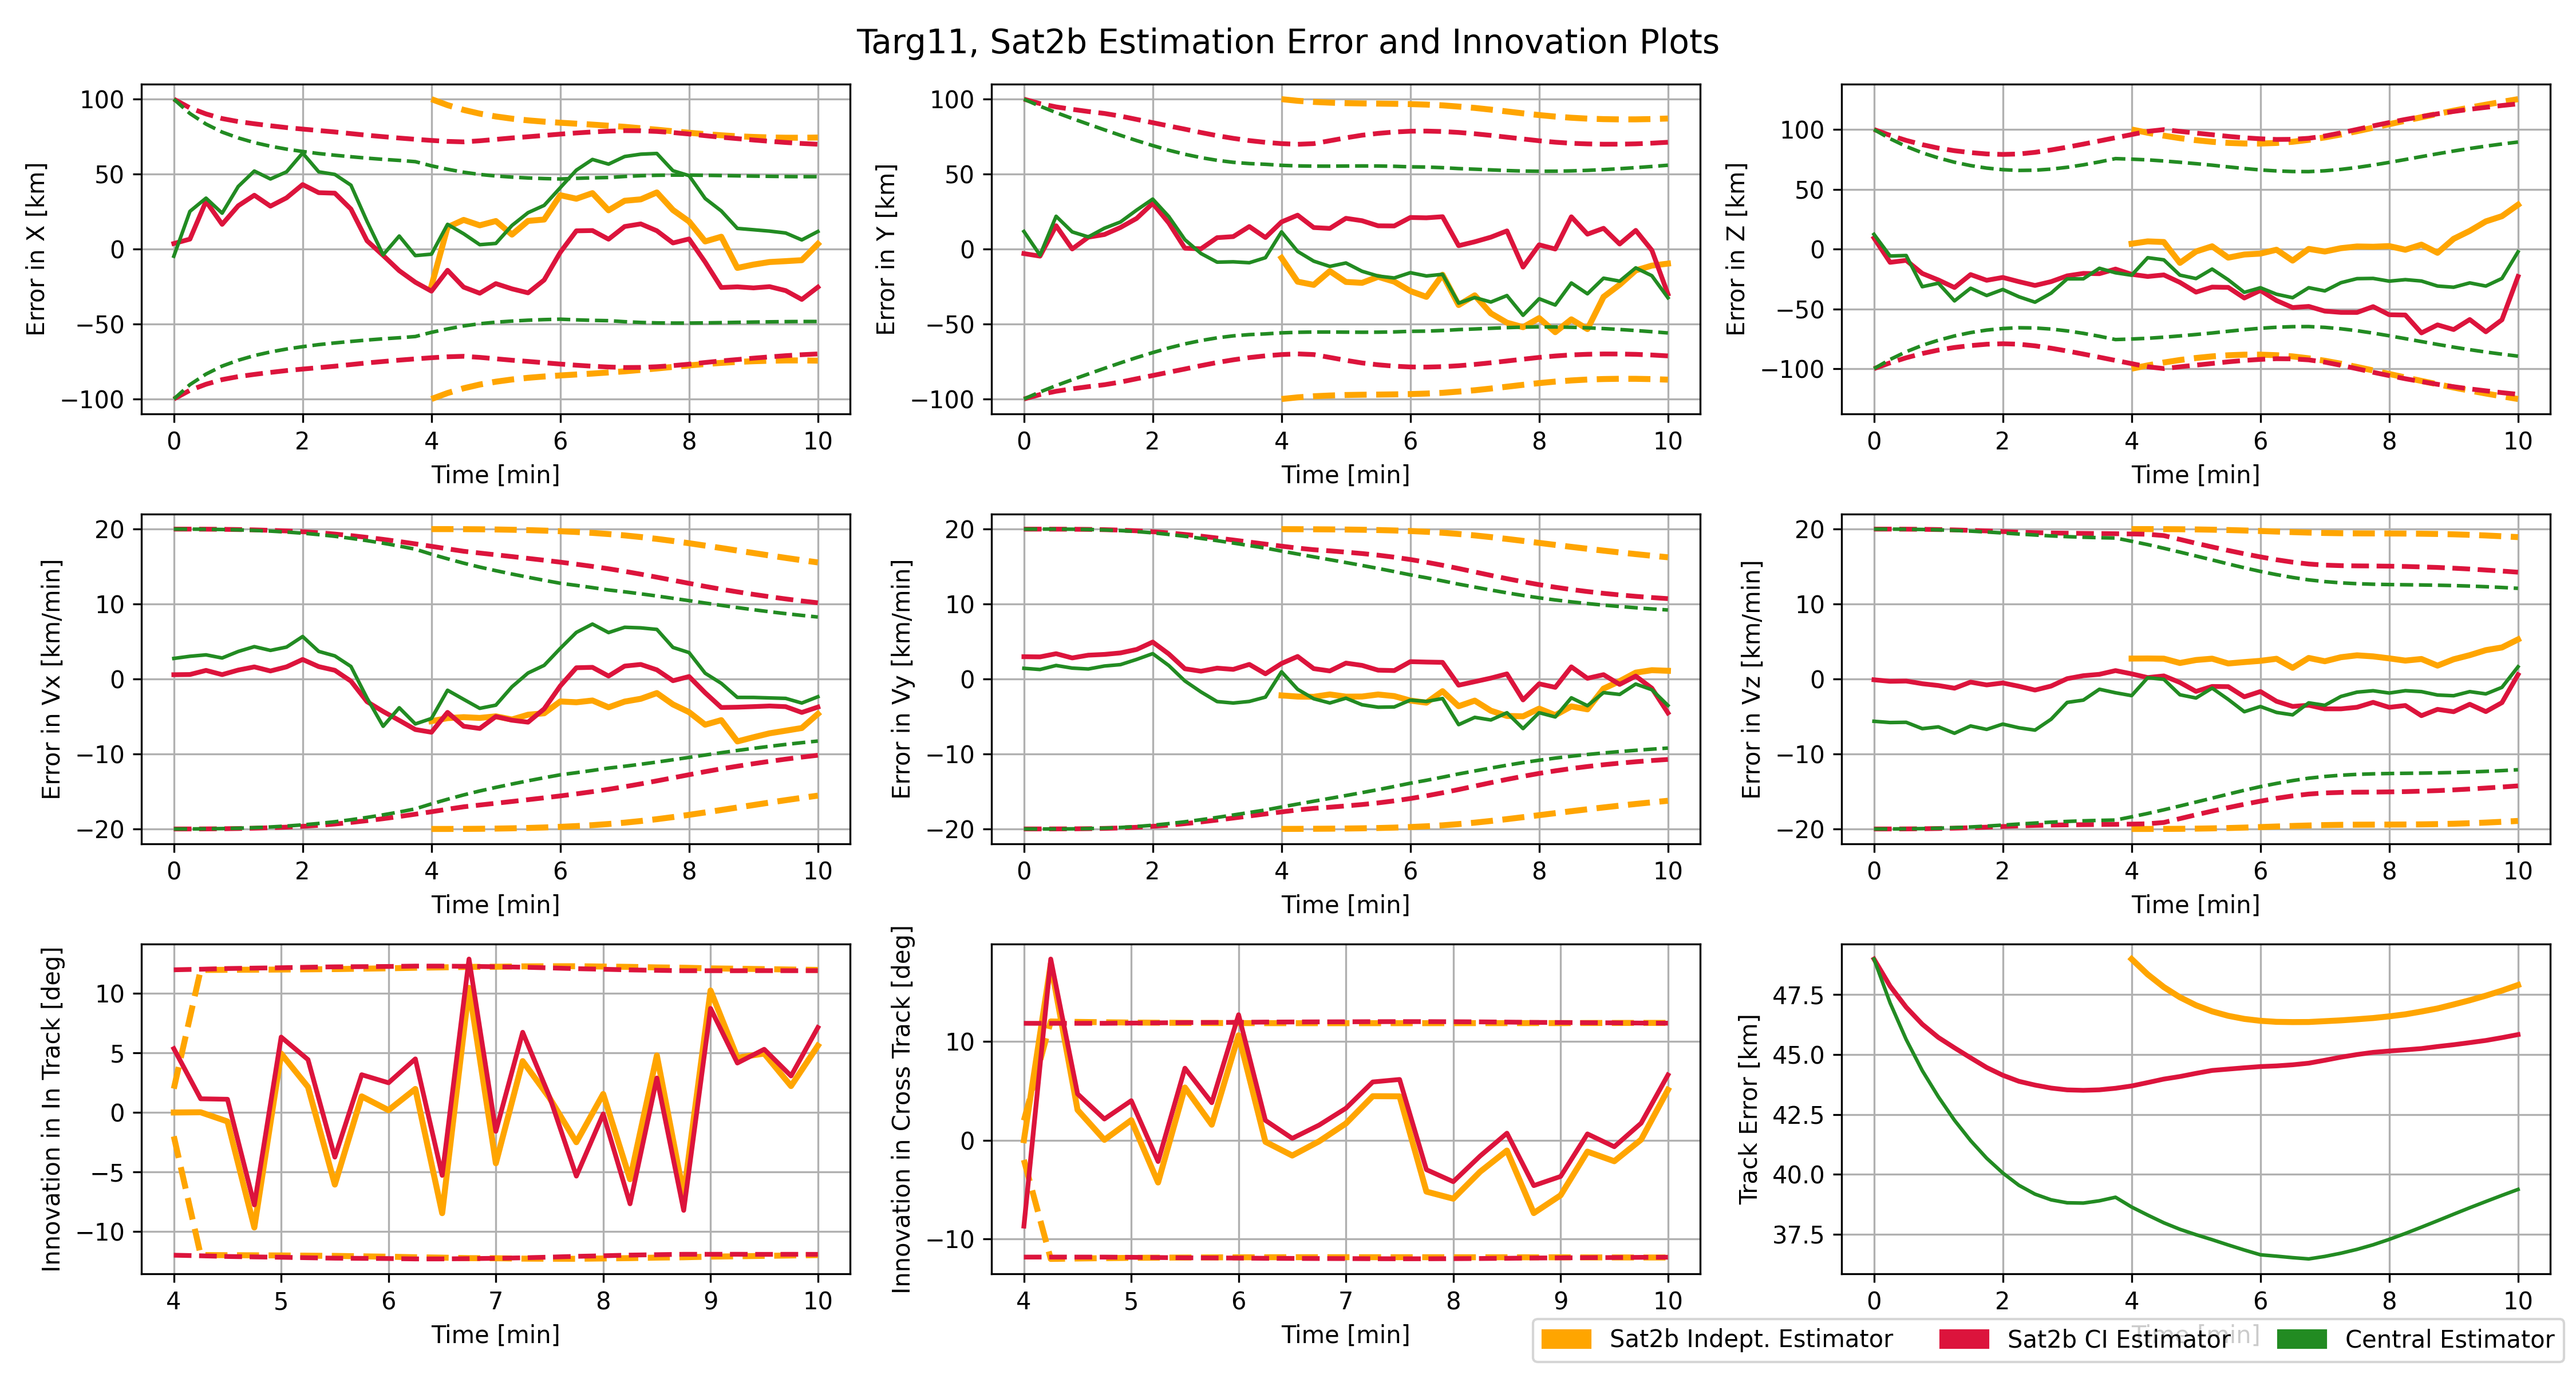 Targ11, Sat2b Estimation Error and Innovation Plots
Error in X [km]
100
50
0
−50
−100
0 2 4 6 8 10
Time [min]
Error in Y [km]
100
50
0
−50
−100
0 2 4 6 8 10
Time [min]
Error in Z [km]
100
50
0
−50
−100
0 2 4 6 8 10
Time [min]
Error in Vx [km/min]
20
10
0
−10
−20
0 2 4 6 8 10
Time [min]
Error in Vy [km/min]
20
10
0
−10
−20
0 2 4 6 8 10
Time [min]
Error in Vz [km/min]
20
10
0
−10
−20
0 2 4 6 8 10
Time [min]
Innovation in In Track [deg]
10
5
0
−5
−10
4 5 6 7 8 9 10
Time [min]
Innovation in Cross Track [deg]
10
0
−10
4 5 6 7 8 9 10
Time [min]
Track Error [km]
47.5
45.0
42.5
40.0
37.5
0 2 4 6 8 10
Time [min]
Sat2b Indept. Estimator Sat2b CI Estimator Central Estimator